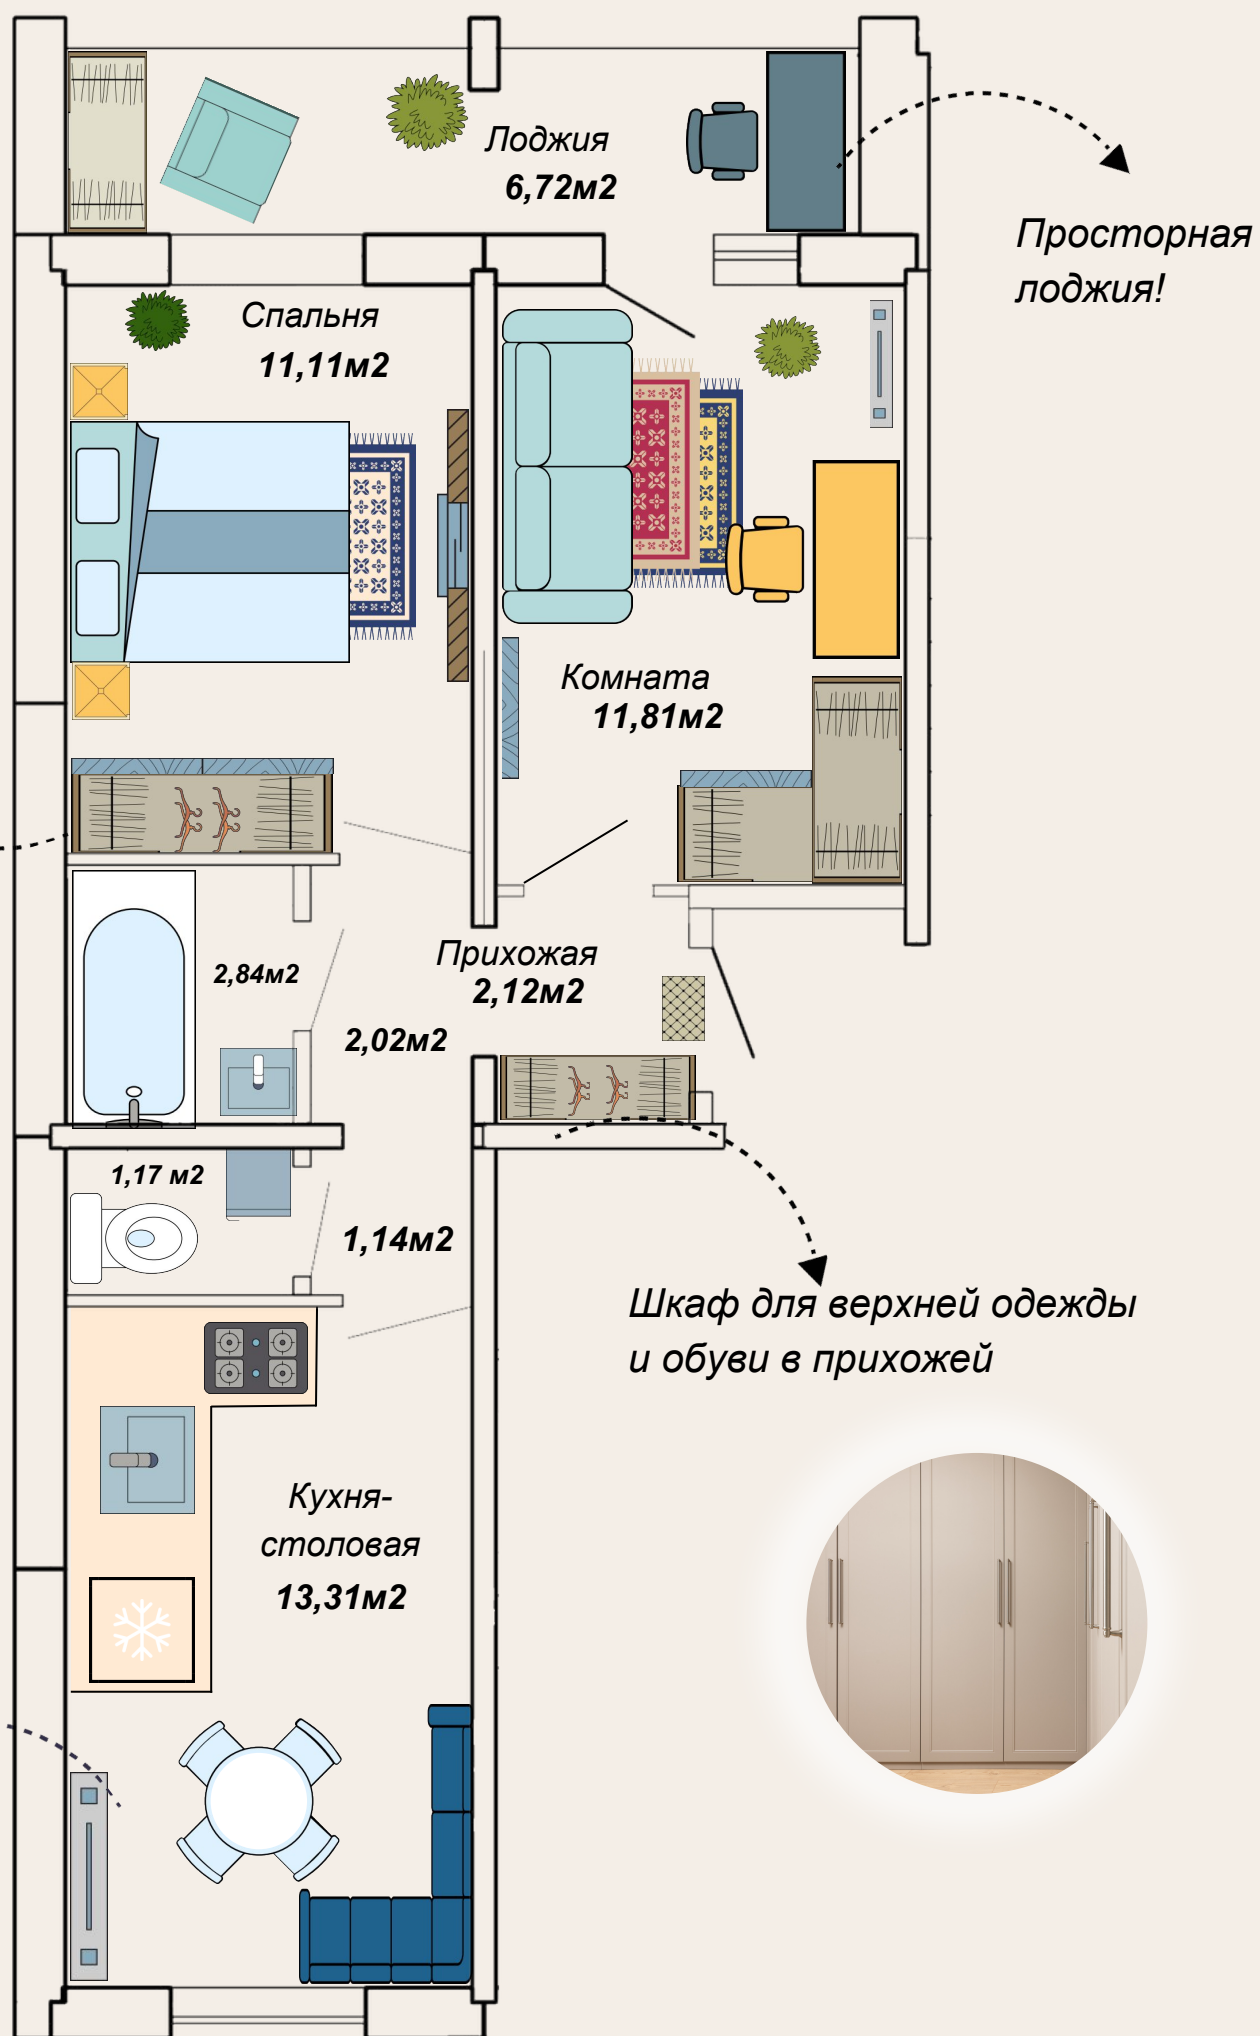 Лоджия
6,72м2
Просторная
лоджия!
Спальня
11,11м2
Комната
11,81м2
Прихожая
2,12м2
2,84м2
2,02м2
1,17 м2
1,14м2
Шкаф для верхней одежды
и обуви в прихожей
Кухня-
столовая
13,31м2